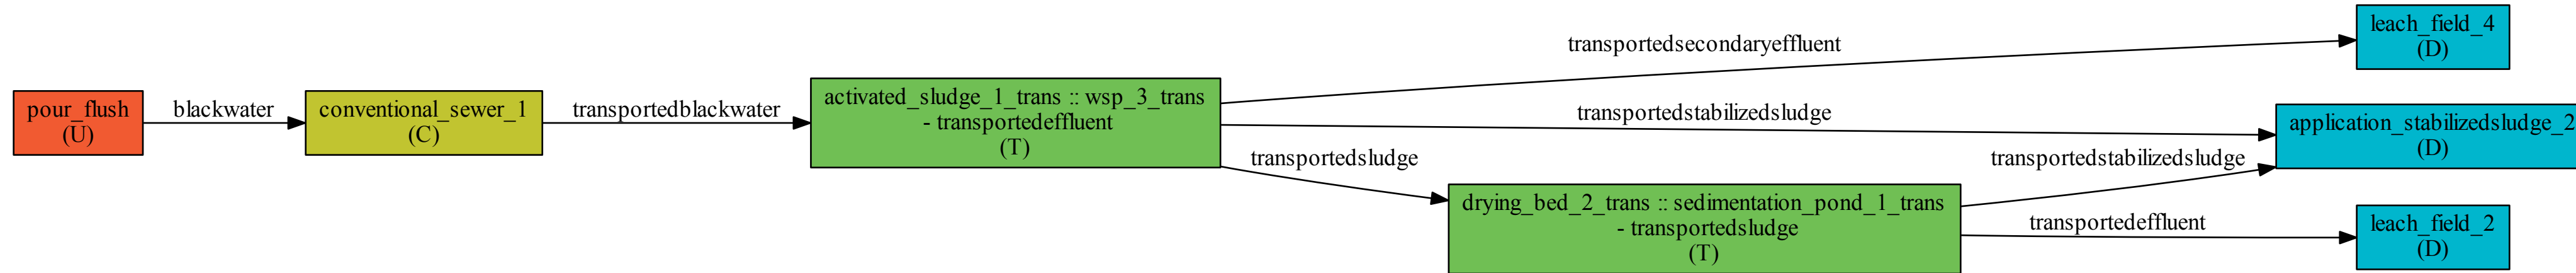 pour_flush
(U)
blackwater
conventional_sewer_1
(C)
transportedblackwater
activated_sludge_1_trans :: wsp_3_trans
- transportedeffluent
(T)
transportedsecondaryeffluent
transportedstabilizedsludge
transportedsludge
drying_bed_2_trans :: sedimentation_pond_1_trans
- transportedsludge
(T)
transportedstabilizedsludge
transportedeffluent
leach_field_4
(D)
application_stabilizedsludge_2
(D)
leach_field_2
(D)